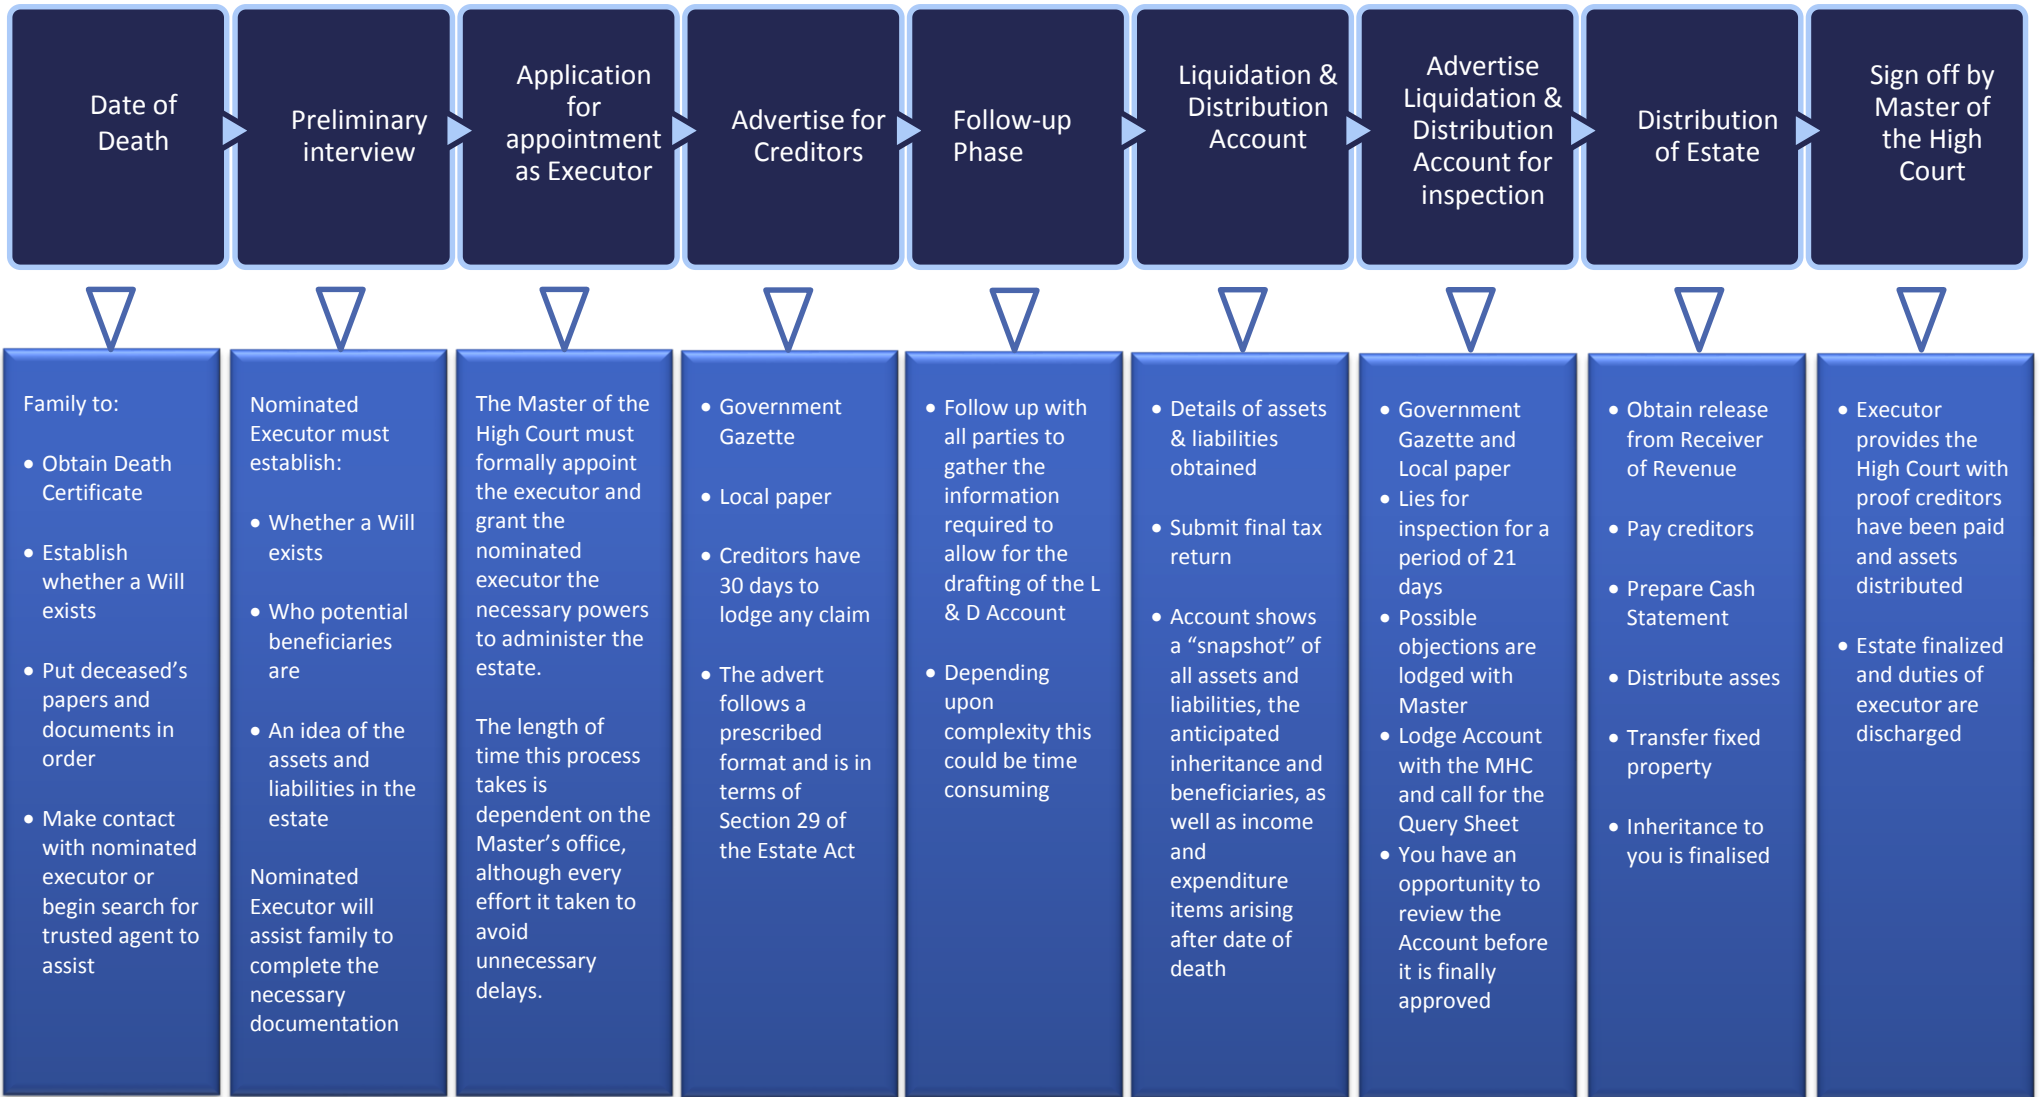 Date of
Death
Preliminary
interview
Application
for
appointment
as Executor
Advertise for
Creditors
Follow-up
Phase
Liquidation &
Distribution
Account
Advertise
Liquidation &
Distribution
Account for
inspection
Distribution
of Estate
Sign off by
Master of
the High
Court
Family to:
• Obtain Death
Certificate
• Establish
whether a Will
exists
• Put deceased’s
papers and
documents in
order
• Make contact
with nominated
executor or
begin search for
trusted agent to
assist
Nominated
Executor must
establish:
• Whether a Will
exists
• Who potential
beneficiaries
are
• An idea of the
assets and
liabilities in the
estate
Nominated
Executor will
assist family to
complete the
necessary
documentation
The Master of the
High Court must
formally appoint
the executor and
grant the
nominated
executor the
necessary powers
to administer the
estate.
The length of
time this process
takes is
dependent on the
Master’s office,
although every
effort it taken to
avoid
unnecessary
delays.
• Government
Gazette
• Local paper
• Creditors have
30 days to
lodge any claim
• The advert
follows a
prescribed
format and is in
terms of
Section 29 of
the Estate Act
• Follow up with
all parties to
gather the
information
required to
allow for the
drafting of the L
& D Account
• Depending
upon
complexity this
could be time
consuming
• Details of assets
& liabilities
obtained
• Submit final tax
return
• Account shows
a “snapshot” of
all assets and
liabilities, the
anticipated
inheritance and
beneficiaries, as
well as income
and
expenditure
items arising
after date of
death
• Government
Gazette and
Local paper
• Lies for
inspection for a
period of 21
days
• Possible
objections are
lodged with
Master
• Lodge Account
with the MHC
and call for the
Query Sheet
• You have an
opportunity to
review the
Account before
it is finally
approved
• Obtain release
from Receiver
of Revenue
• Pay creditors
• Prepare Cash
Statement
• Distribute asses
• Transfer fixed
property
• Inheritance to
you is finalised
• Executor
provides the
High Court with
proof creditors
have been paid
and assets
distributed
• Estate finalized
and duties of
executor are
discharged